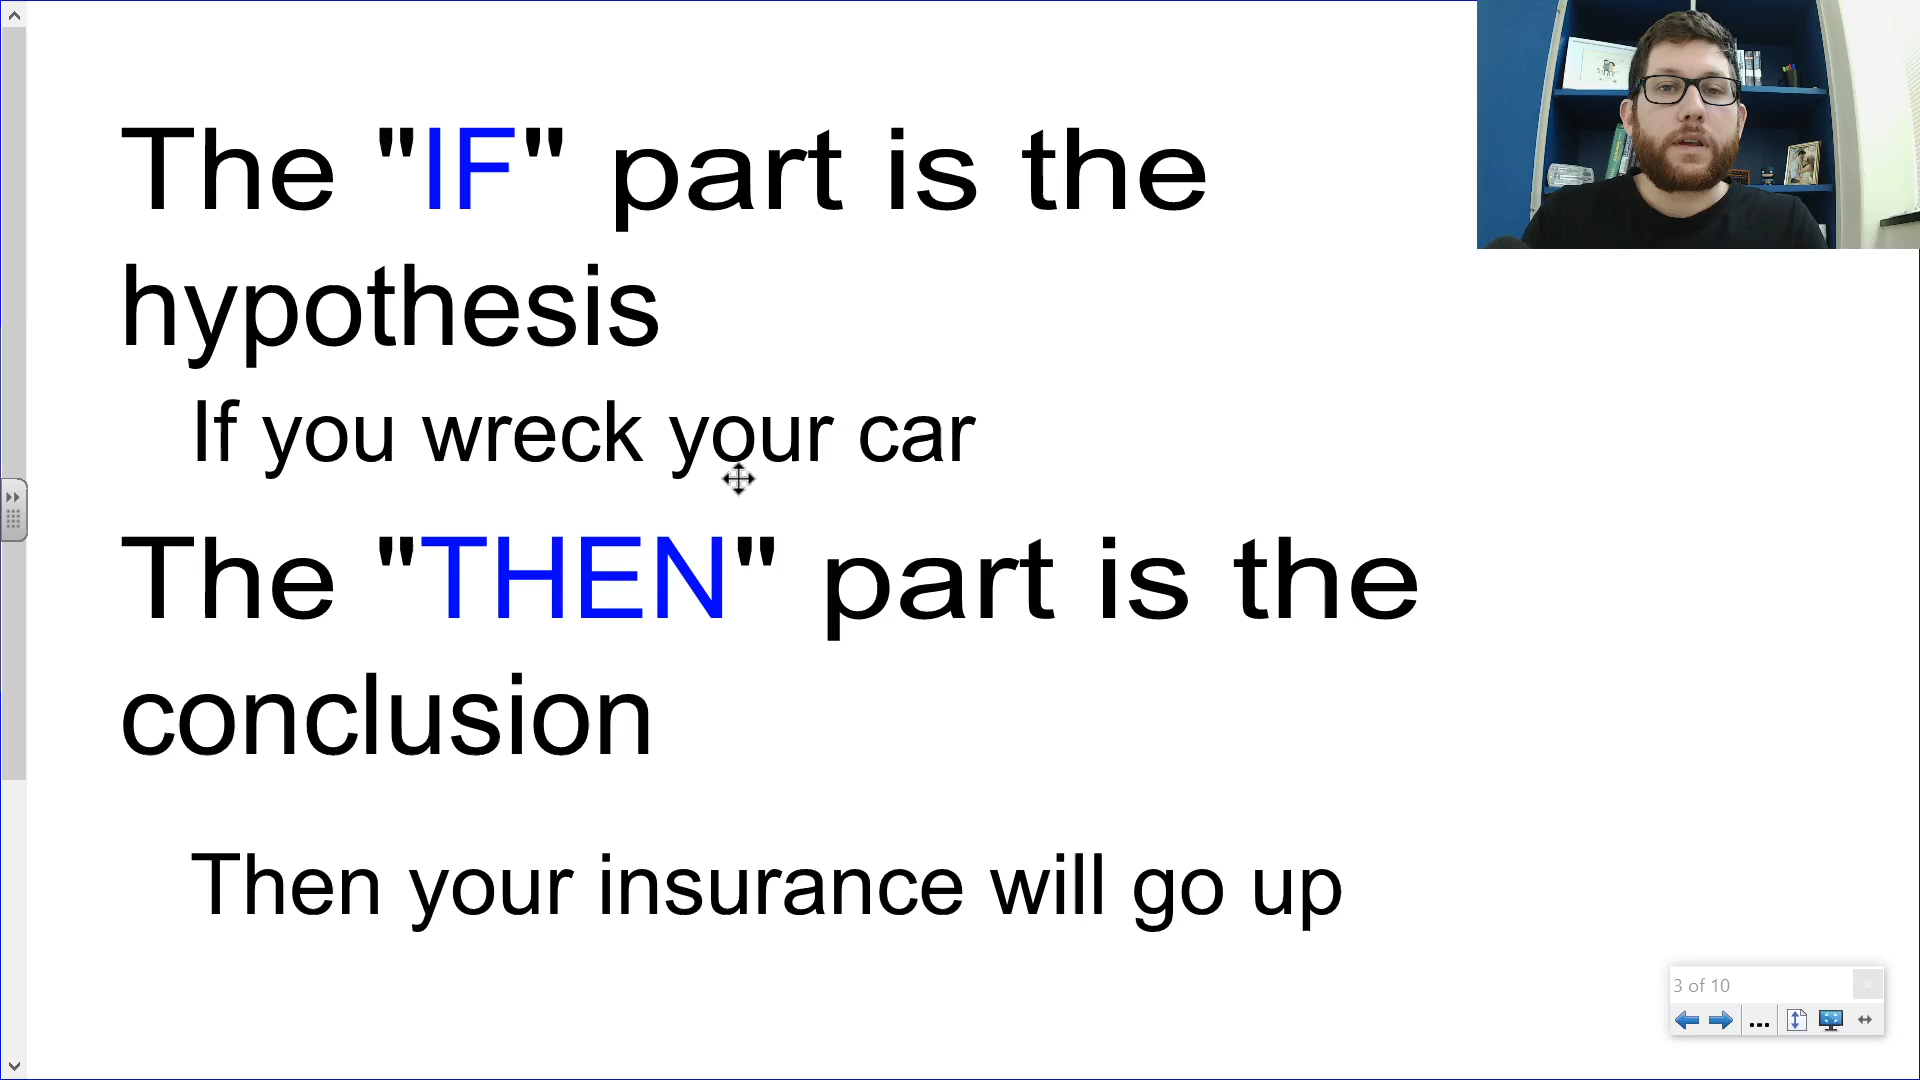 The "IF" part is the
hypothesis
If you wreck your car
The "THEN" part is the
conclusion
Then your insurance will go up
3 of 10